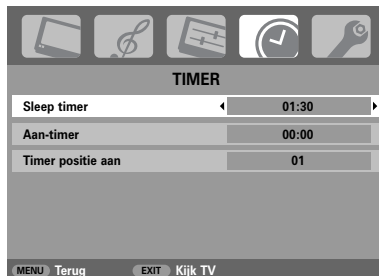 TIMER
Sleep timer 01:30
Aan-timer 00:00
Timer positie aan 01
MENU Terug EXIT Kijk TV